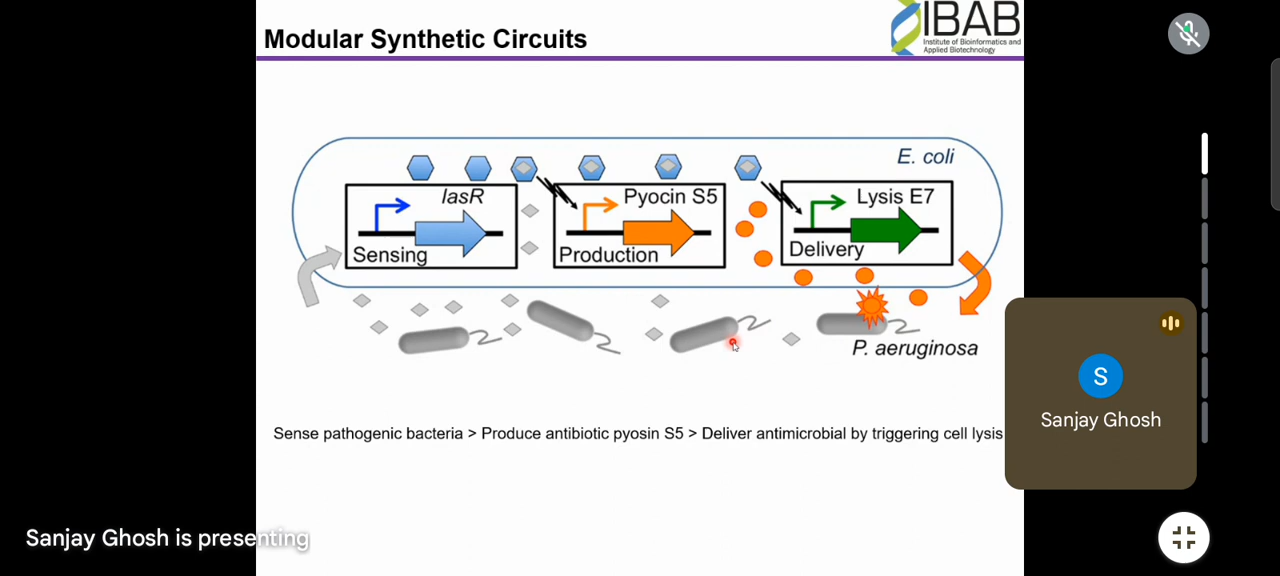 Modular Synthetic Circuits
IBAB
Institute of Bioinformatics and
Applied Biotechnology
E. coli
lasR
Sensing
Pyocin S5
Production
Lysis E7
Delivery
P. aeruginosa
Sense pathogenic bacteria > Produce antibiotic pyosin S5 > Deliver antimicrobial by triggering cell lysis
S
Sanjay Ghosh
Sanjay Ghosh is presenting